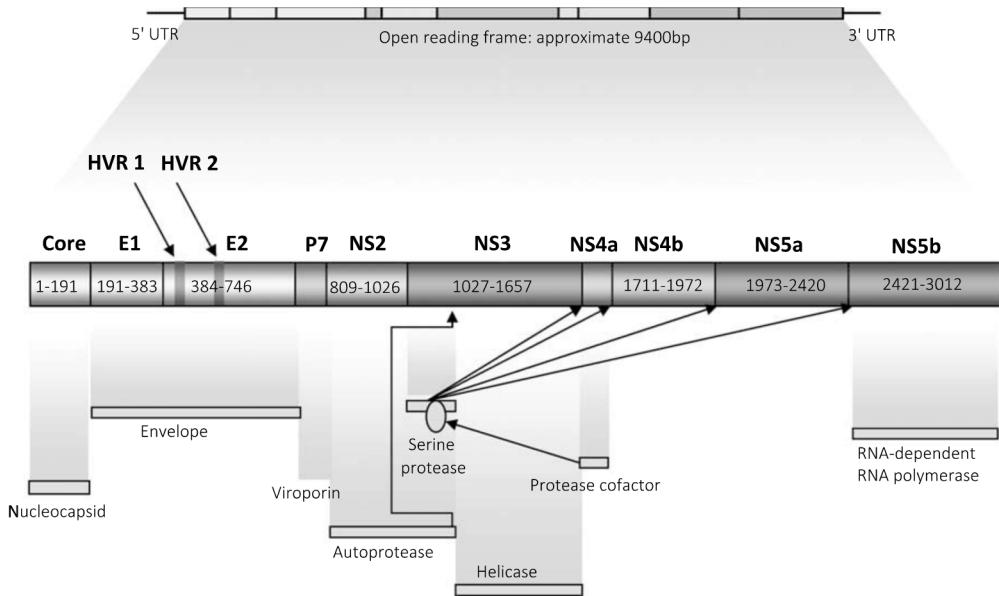 5' UTR
Open reading frame: approximate 9400bp
3' UTR
HVR 1
HVR 2
Core
E1
E2
P7
NS2
NS3
NS4a
NS4b
NS5a
NS5b
1-191
191-383
384-746
809-1026
1027-1657
1711-1972
1973-2420
2421-3012
Envelope
Serine
protease
RNA-dependent
RNA polymerase
Protease cofactor
Viroporin
Nucleocapsid
Autoprotease
Helicase